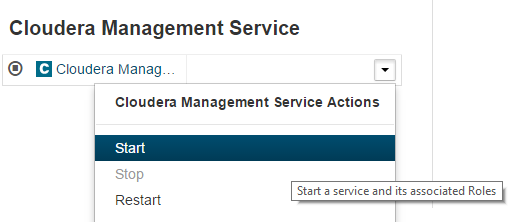 Cloudera Management Service
C Cloudera Manag...
Cloudera Management Service Actions
Start
Stop
Start a service and its associated Roles
Restart